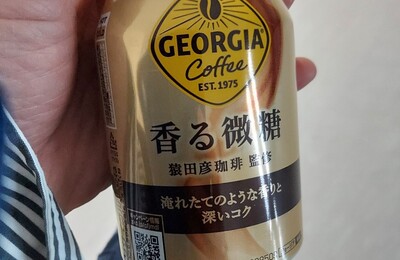 GEORGIA
Coffee
EST. 1975
香る微糖
猿田彦珈琲 監修
淹れたてのような香りと
深いコク